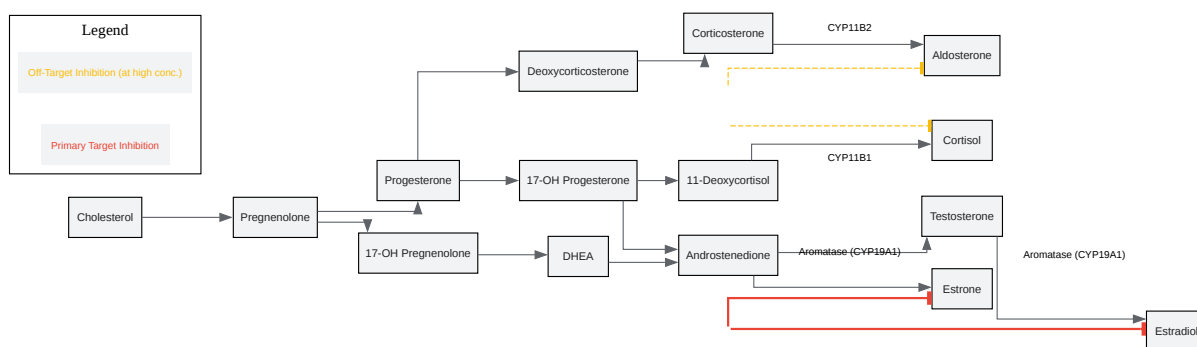 Legend
Off-Target Inhibition (at high conc.)
Primary Target Inhibition
Corticosterone
CYP11B2
Aldosterone
Deoxycorticosterone
Cortisol
CYP11B1
Progesterone
17-OH Progesterone
11-Deoxycortisol
Cholesterol
Pregnenolone
Testosterone
17-OH Pregnenolone
DHEA
Androstenedione
Aromatase (CYP19A1)
Aromatase (CYP19A1)
Estrone
Estradiol